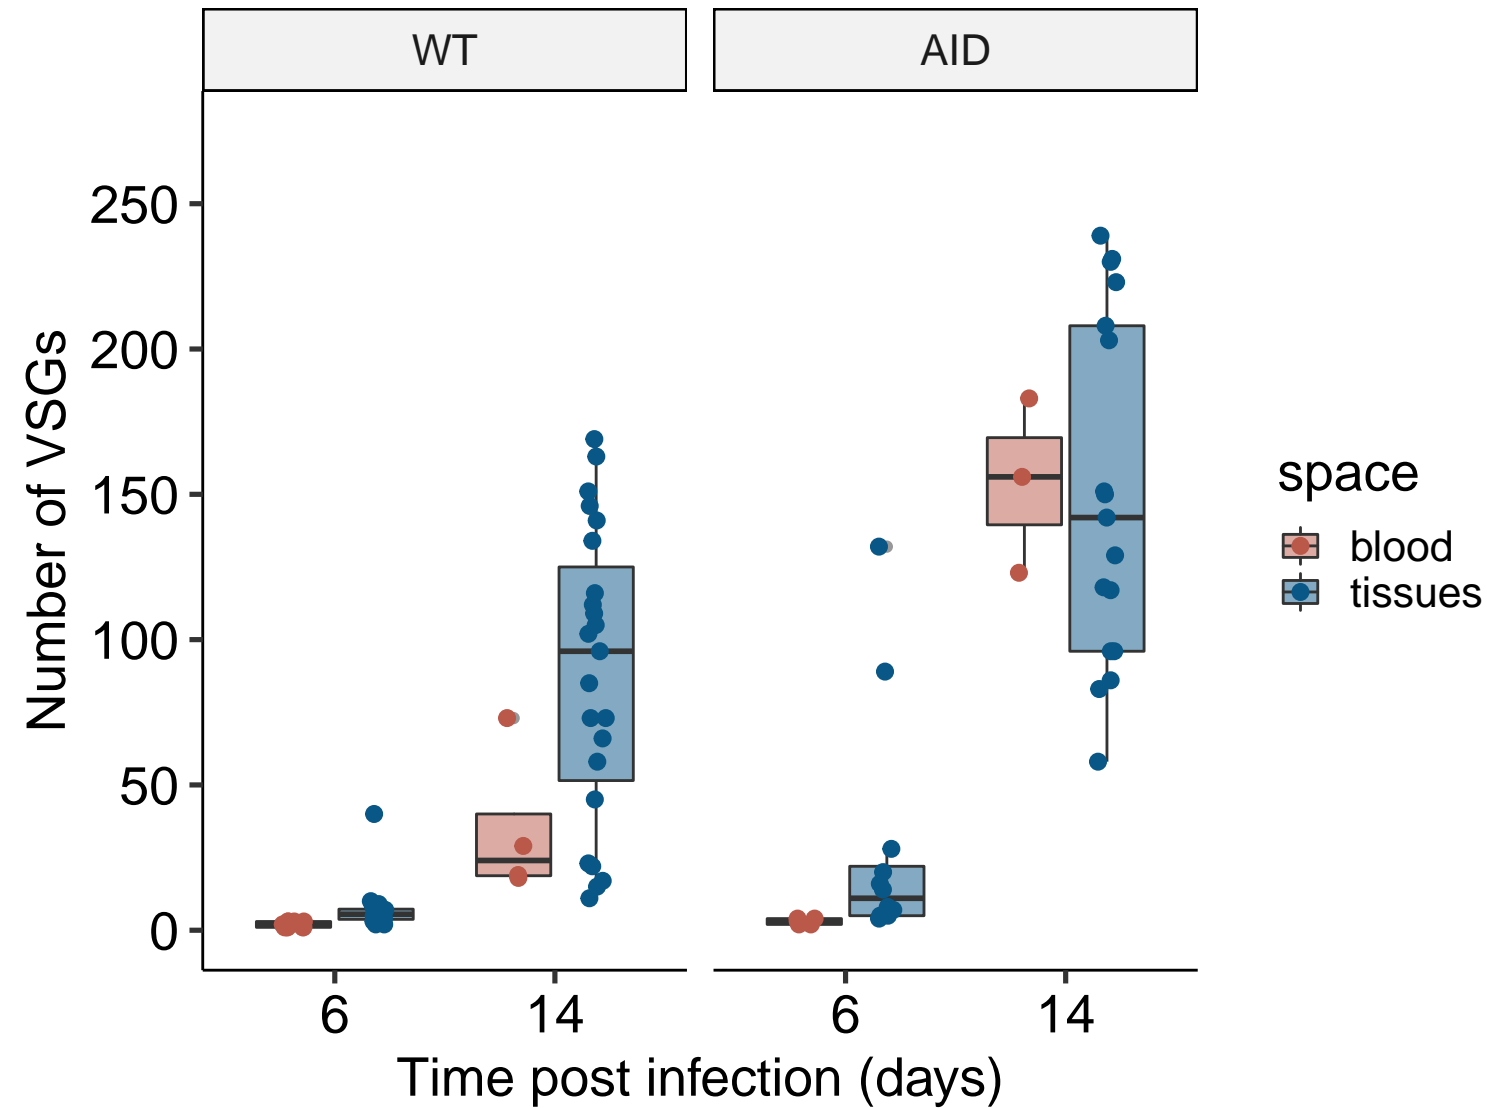 WT
AID
Number of VSGs
250
200
150
100
50
0
6
14
6
14
Time post infection (days)
space
blood
tissues